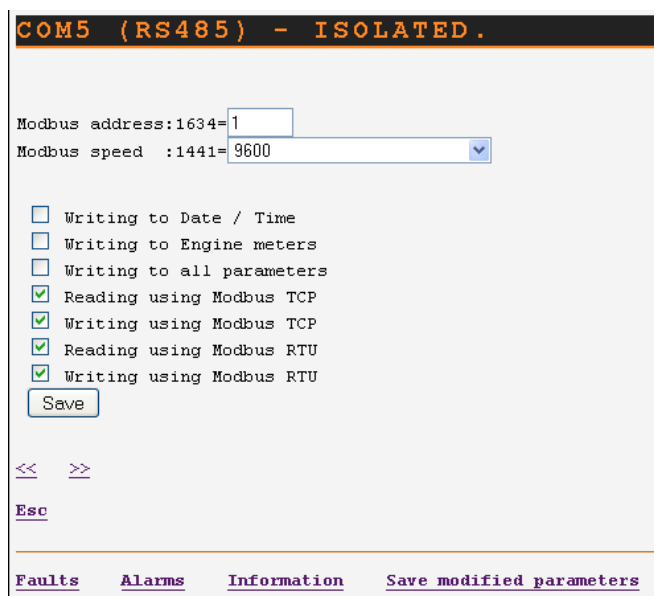 COM5 (RS485) - ISOLATED.
Modbus address:1634=1
Modbus speed :1441=9600
Writing to Date / Time
Writing to Engine meters
Writing to all parameters
Reading using Modbus TCP
Writing using Modbus TCP
Reading using Modbus RTU
Writing using Modbus RTU
Save
<< >>
Esc
Faults Alarms Information Save modified parameters